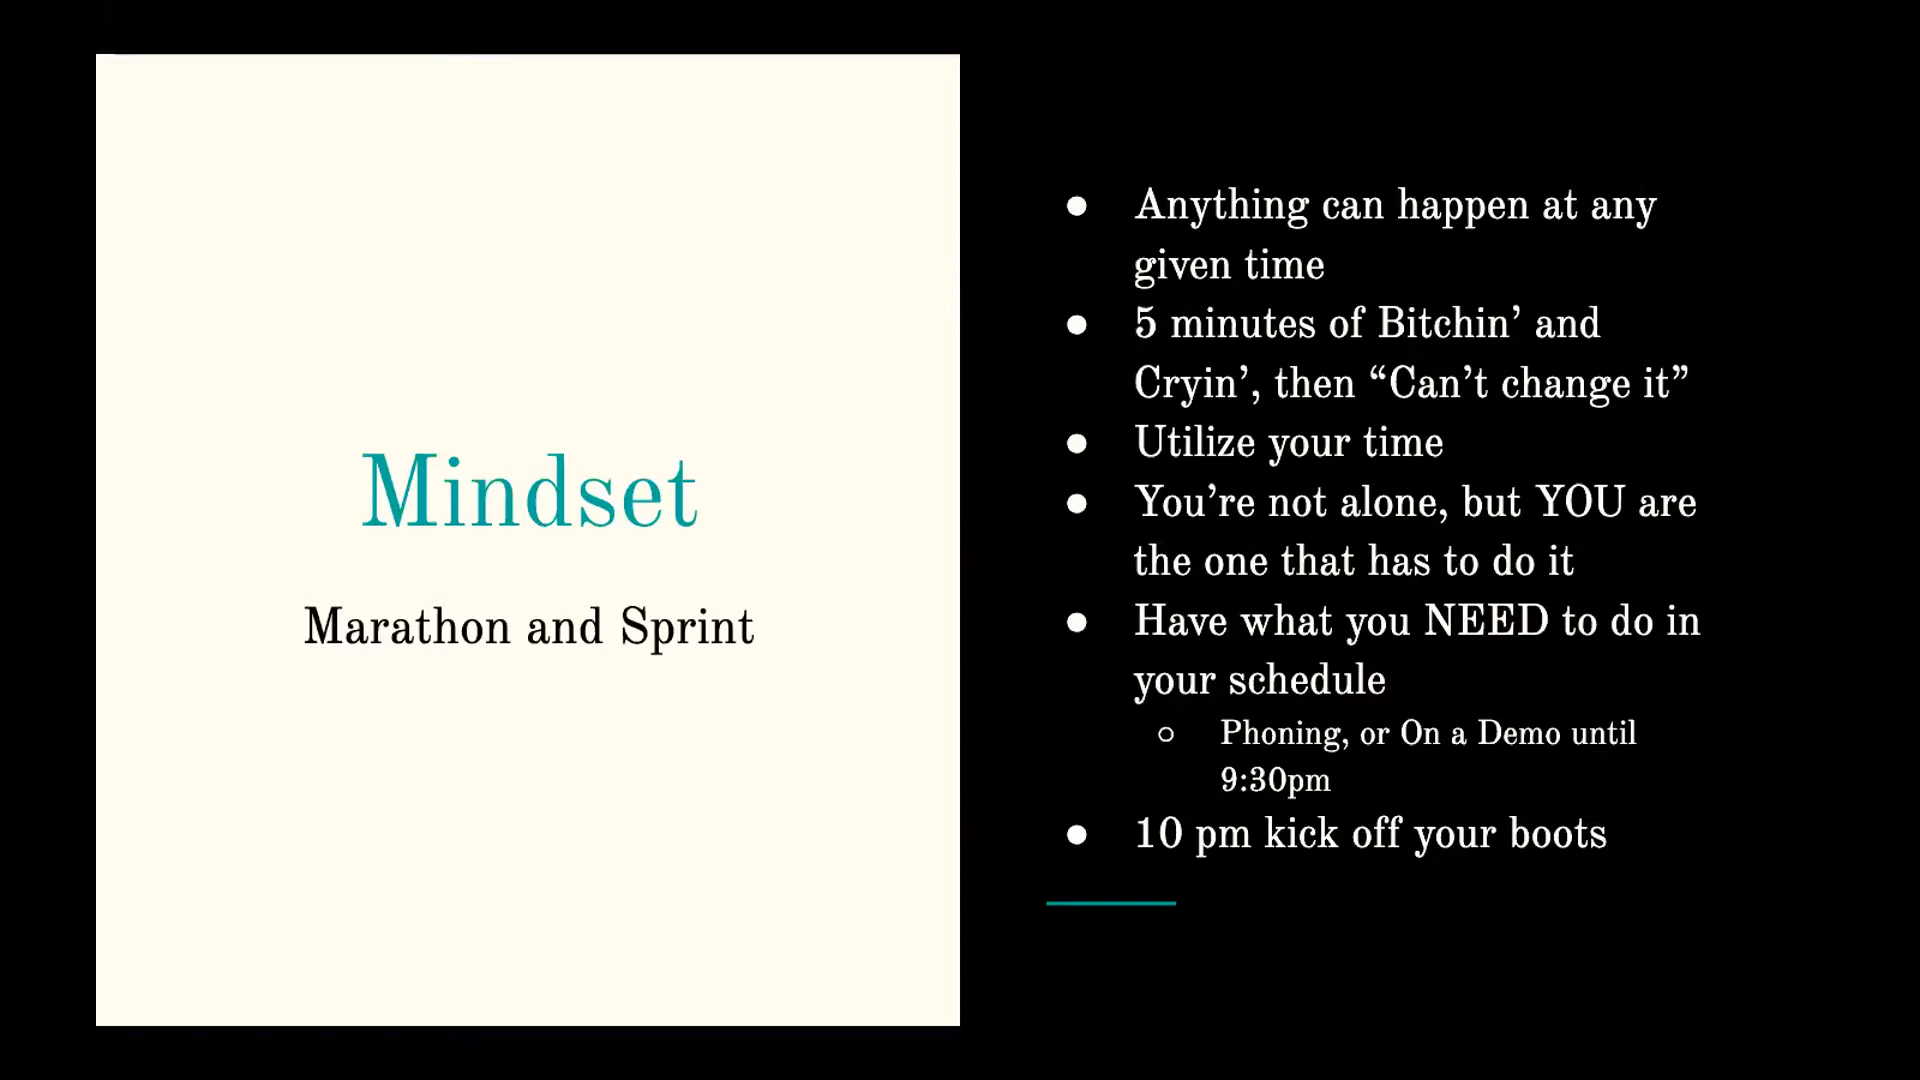 Mindset
Marathon and Sprint
● Anything can happen at any
given time
● 5 minutes of Bitchin’ and
Cryin’, then “Can’t change it”
● Utilize your time
● You’re not alone, but YOU are
the one that has to do it
● Have what you NEED to do in
your schedule
○ Phoning, or On a Demo until
9:30pm
● 10 pm kick off your boots